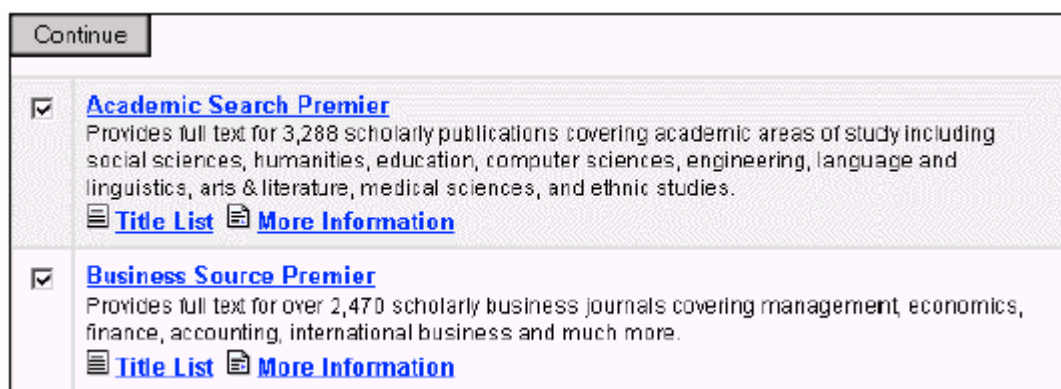 Continue
Academic Search Premier
Provides full text for 3,288 scholarly publications covering academic areas of study including
social sciences, humanities, education, computer sciences, engineering, language and
linguistics, arts & literature, medical sciences, and ethnic studies.
Title List More Information
Business Source Premier
Provides full text for over 2,470 scholarly business journals covering management, economics,
finance, accounting, international business and much more.
Title List More Information